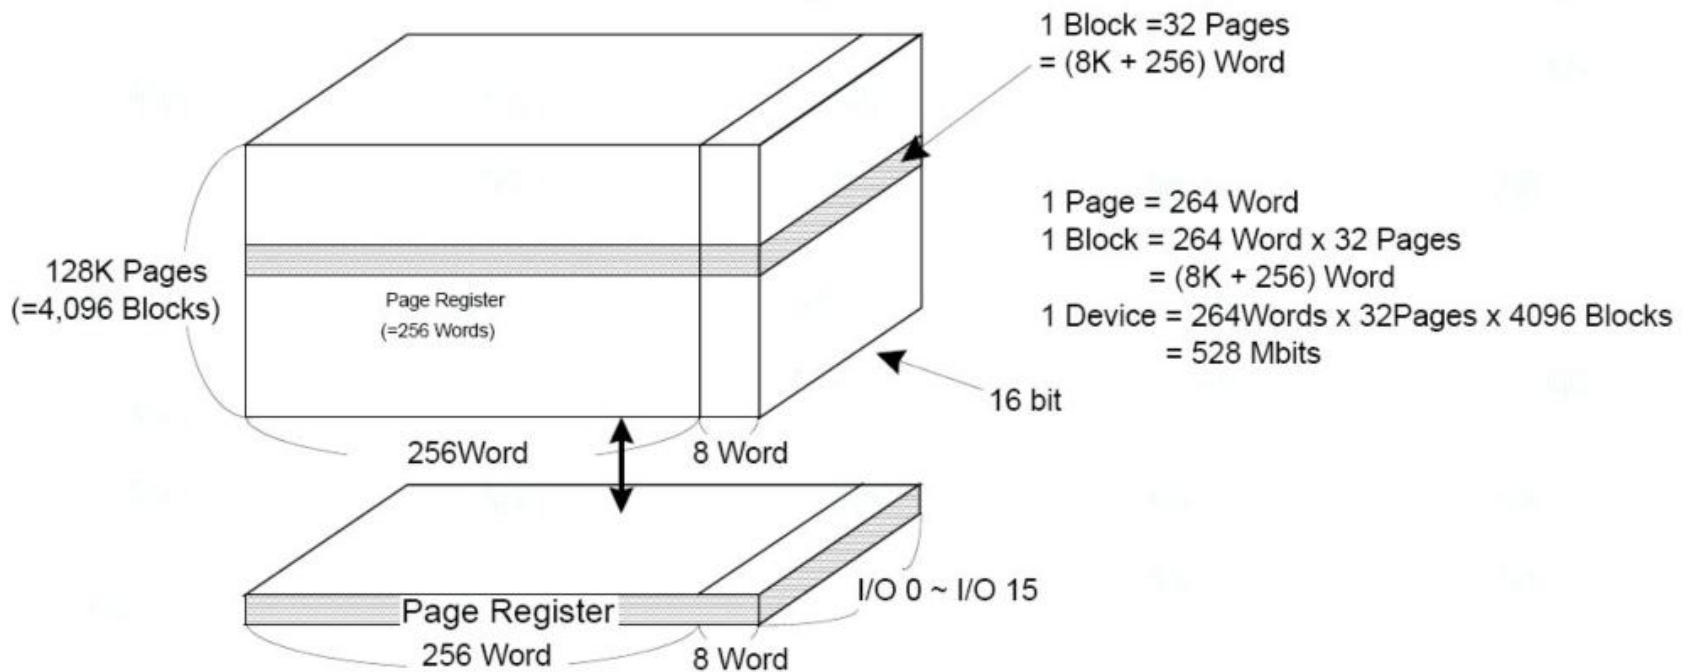 1 Block =32 Pages
= (8K + 256) Word
128K Pages
(=4,096 Blocks)
Page Register
(=256 Words)
1 Page = 264 Word
1 Block = 264 Word x 32 Pages
= (8K + 256) Word
1 Device = 264Words x 32Pages x 4096 Blocks
= 528 Mbits
16 bit
256Word
8 Word
I/O 0 ~ I/O 15
Page Register
256 Word
8 Word